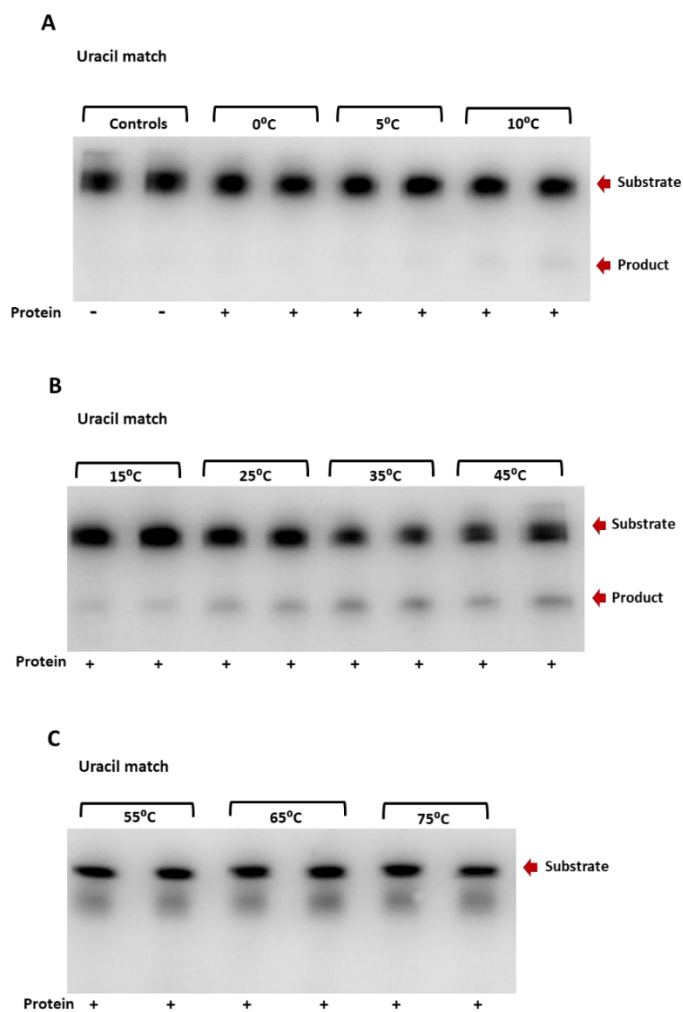 A
Uracil match
Controls 0⁰C 5⁰C 10⁰C
Substrate
Product
Protein - - + + + + + +
B
Uracil match
15⁰C 25⁰C 35⁰C 45⁰C
Substrate
Product
Protein + + + + + + + +
C
Uracil match
55⁰C 65⁰C 75⁰C
Substrate
Protein + + + + + +